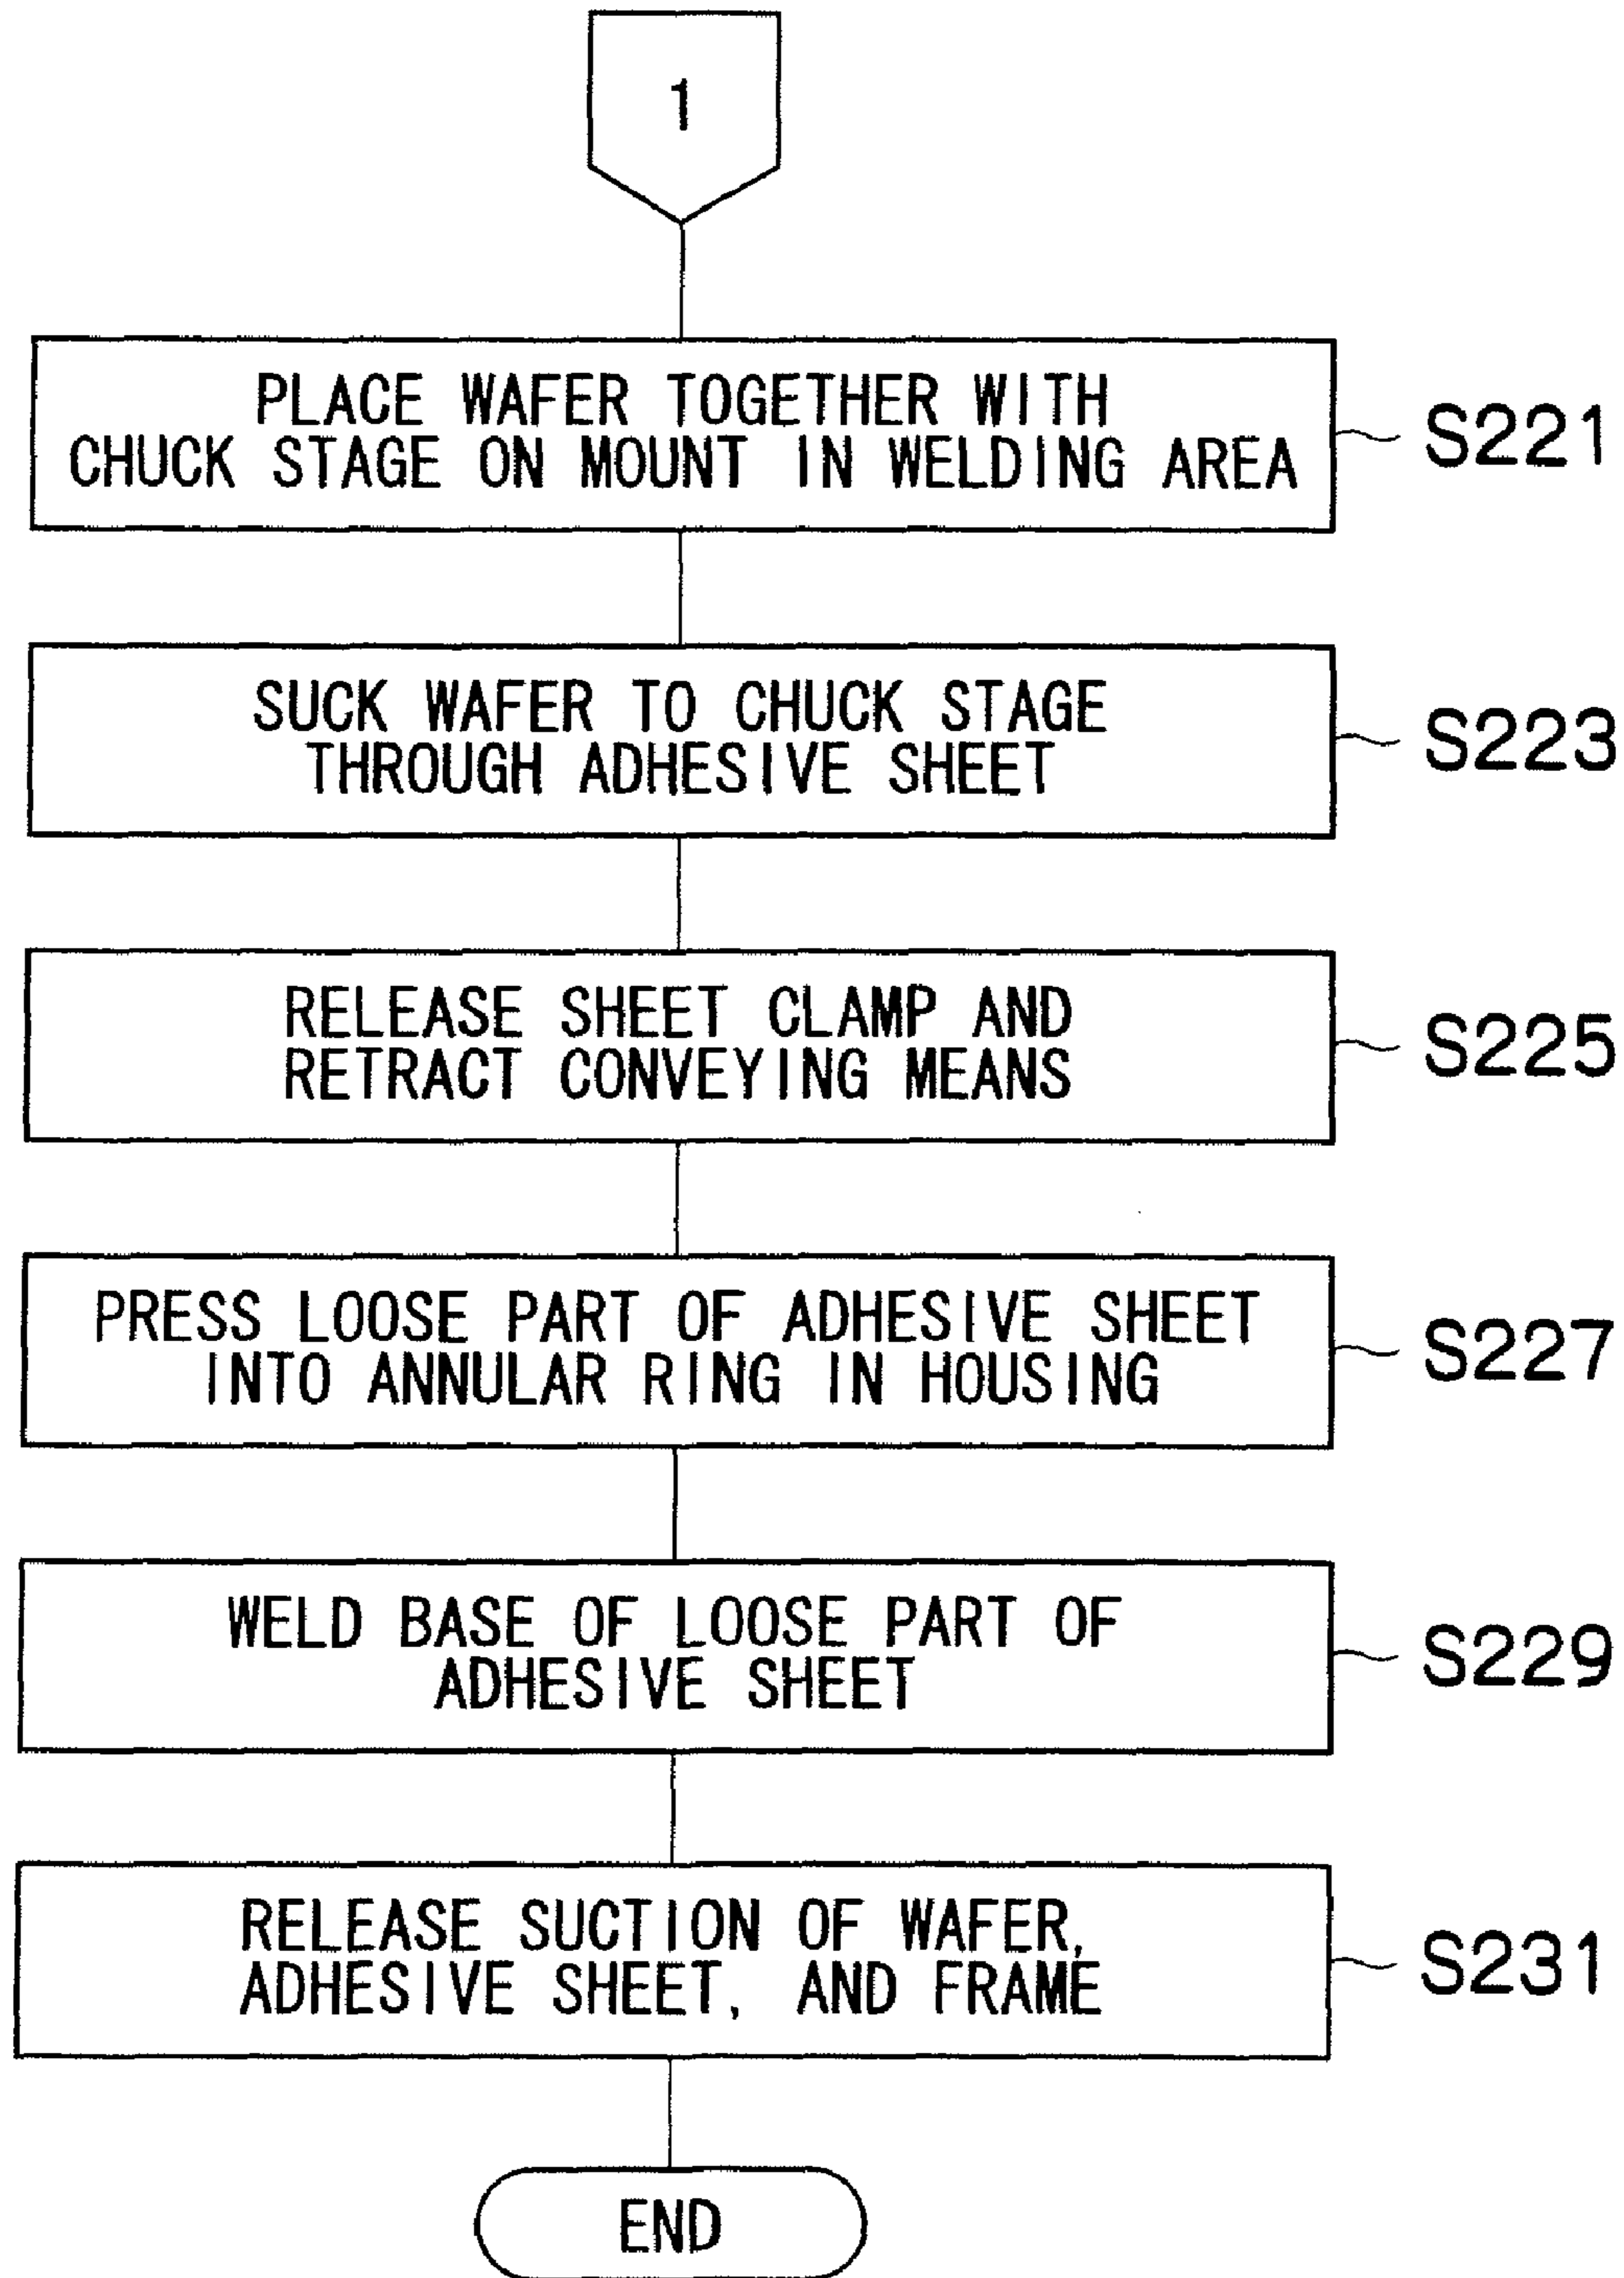 1
PLACE WAFER TOGETHER WITH
CHUCK STAGE ON MOUNT IN WELDING AREA
S221
SUCK WAFER TO CHUCK STAGE
THROUGH ADHESIVE SHEET
S223
RELEASE SHEET CLAMP AND
RETRACT CONVEYING MEANS
S225
PRESS LOOSE PART OF ADHESIVE SHEET
INTO ANNULAR RING IN HOUSING
S227
WELD BASE OF LOOSE PART OF
ADHESIVE SHEET
S229
RELEASE SUCTION OF WAFER,
ADHESIVE SHEET, AND FRAME
S231
END